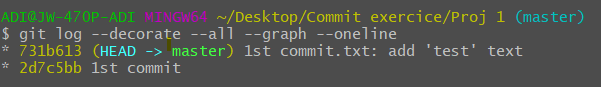 ADI@JW-47OP-ADI MINGW64 ~/Desktop/Commit exercice/Proj 1 (master)
$ git log --decorate --all --graph --oneline
* 731b613 (HEAD -> master) 1st commit.txt: add 'test' text
* 2d7c5bb 1st commit